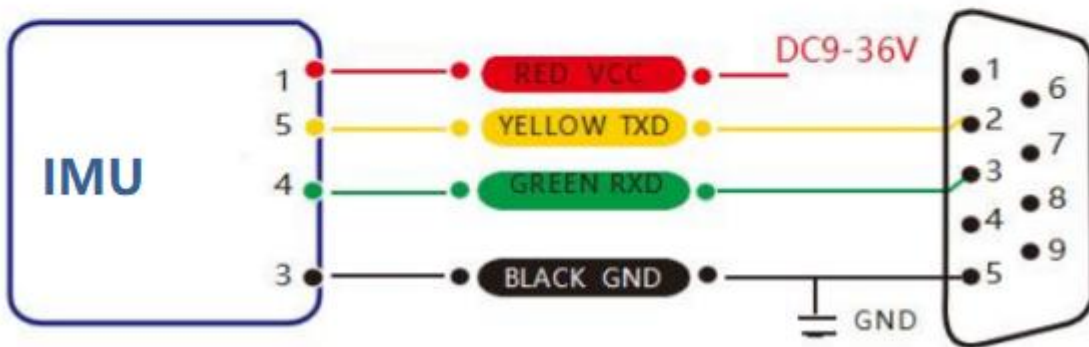 DC9-36V
1 RED VCC 1
6
5 YELLOW TXD 2
7
IMU 4 GREEN RXD 3
8
4
9
3 BLACK GND 5
GND